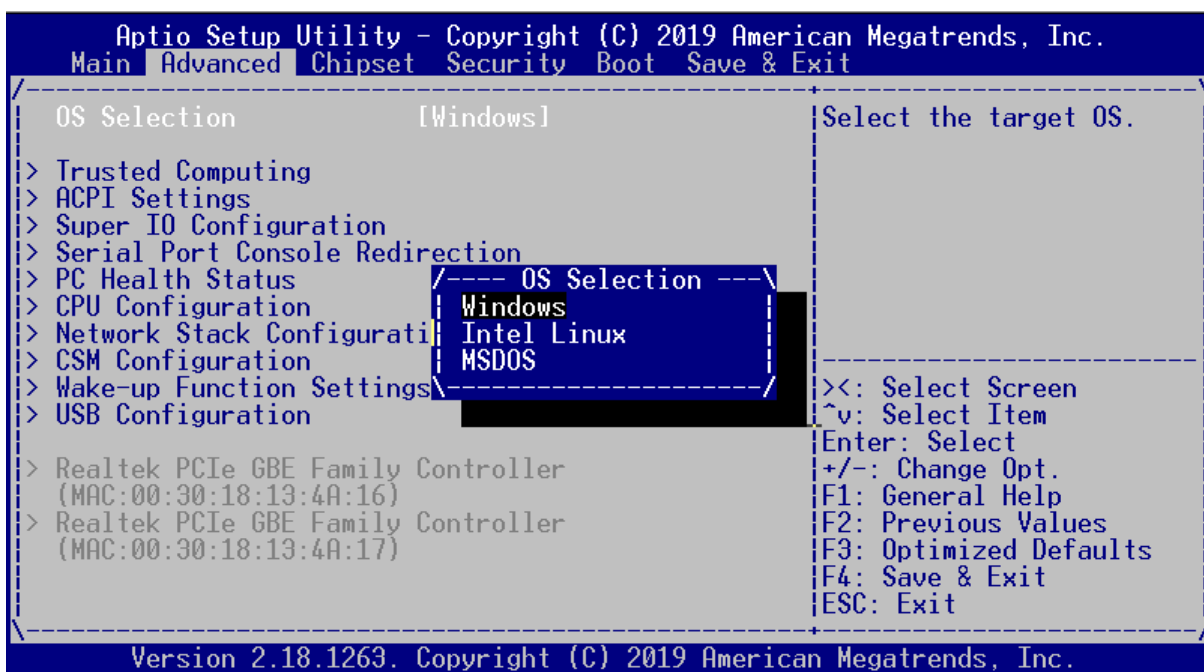 Aptio Setup Utility – Copyright (C) 2019 American Megatrends, Inc.
Main Advanced Chipset Security Boot Save & Exit
OS Selection [Windows]
Select the target OS.
> Trusted Computing
> ACPI Settings
> Super IO Configuration
> Serial Port Console Redirection
> PC Health Status
> CPU Configuration
> Network Stack Configurati
> CSM Configuration
> Wake-up Function Settings
> USB Configuration
> Realtek PCIe GBE Family Controller
(MAC:00:30:18:13:4A:16)
> Realtek PCIe GBE Family Controller
(MAC:00:30:18:13:4A:17)
/---- OS Selection ---\
Windows
Intel Linux
MSDOS
><: Select Screen
^v: Select Item
Enter: Select
+/-: Change Opt.
F1: General Help
F2: Previous Values
F3: Optimized Defaults
F4: Save & Exit
ESC: Exit
Version 2.18.1263. Copyright (C) 2019 American Megatrends, Inc.